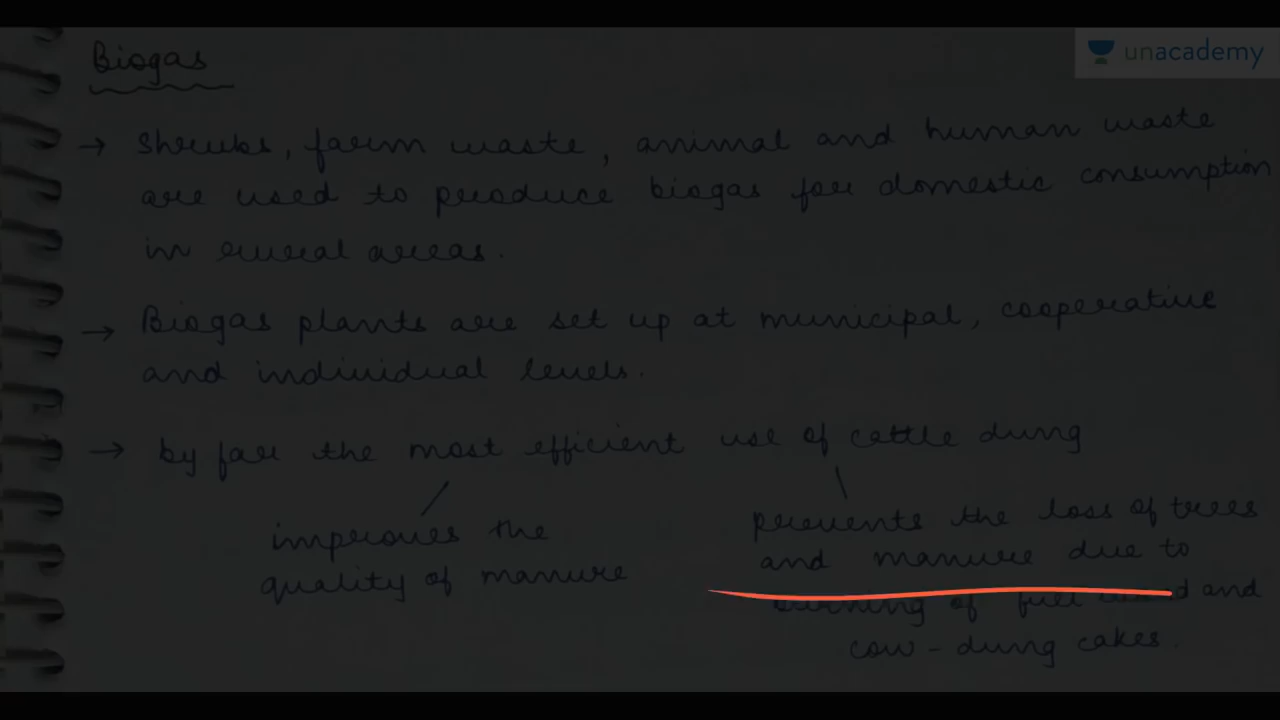 Biogas
unacademy
→ Shrubs, farm waste, animal and human waste
are used to produce biogas for domestic consumption
in rural areas.
→ Biogas plants are set up at municipal, cooperative
and individual levels.
→ by far the most efficient use of cattle dung
improves the
quality of manure
prevents the loss of trees
and manure due to
burning of fuel wood and
cow-dung cakes.